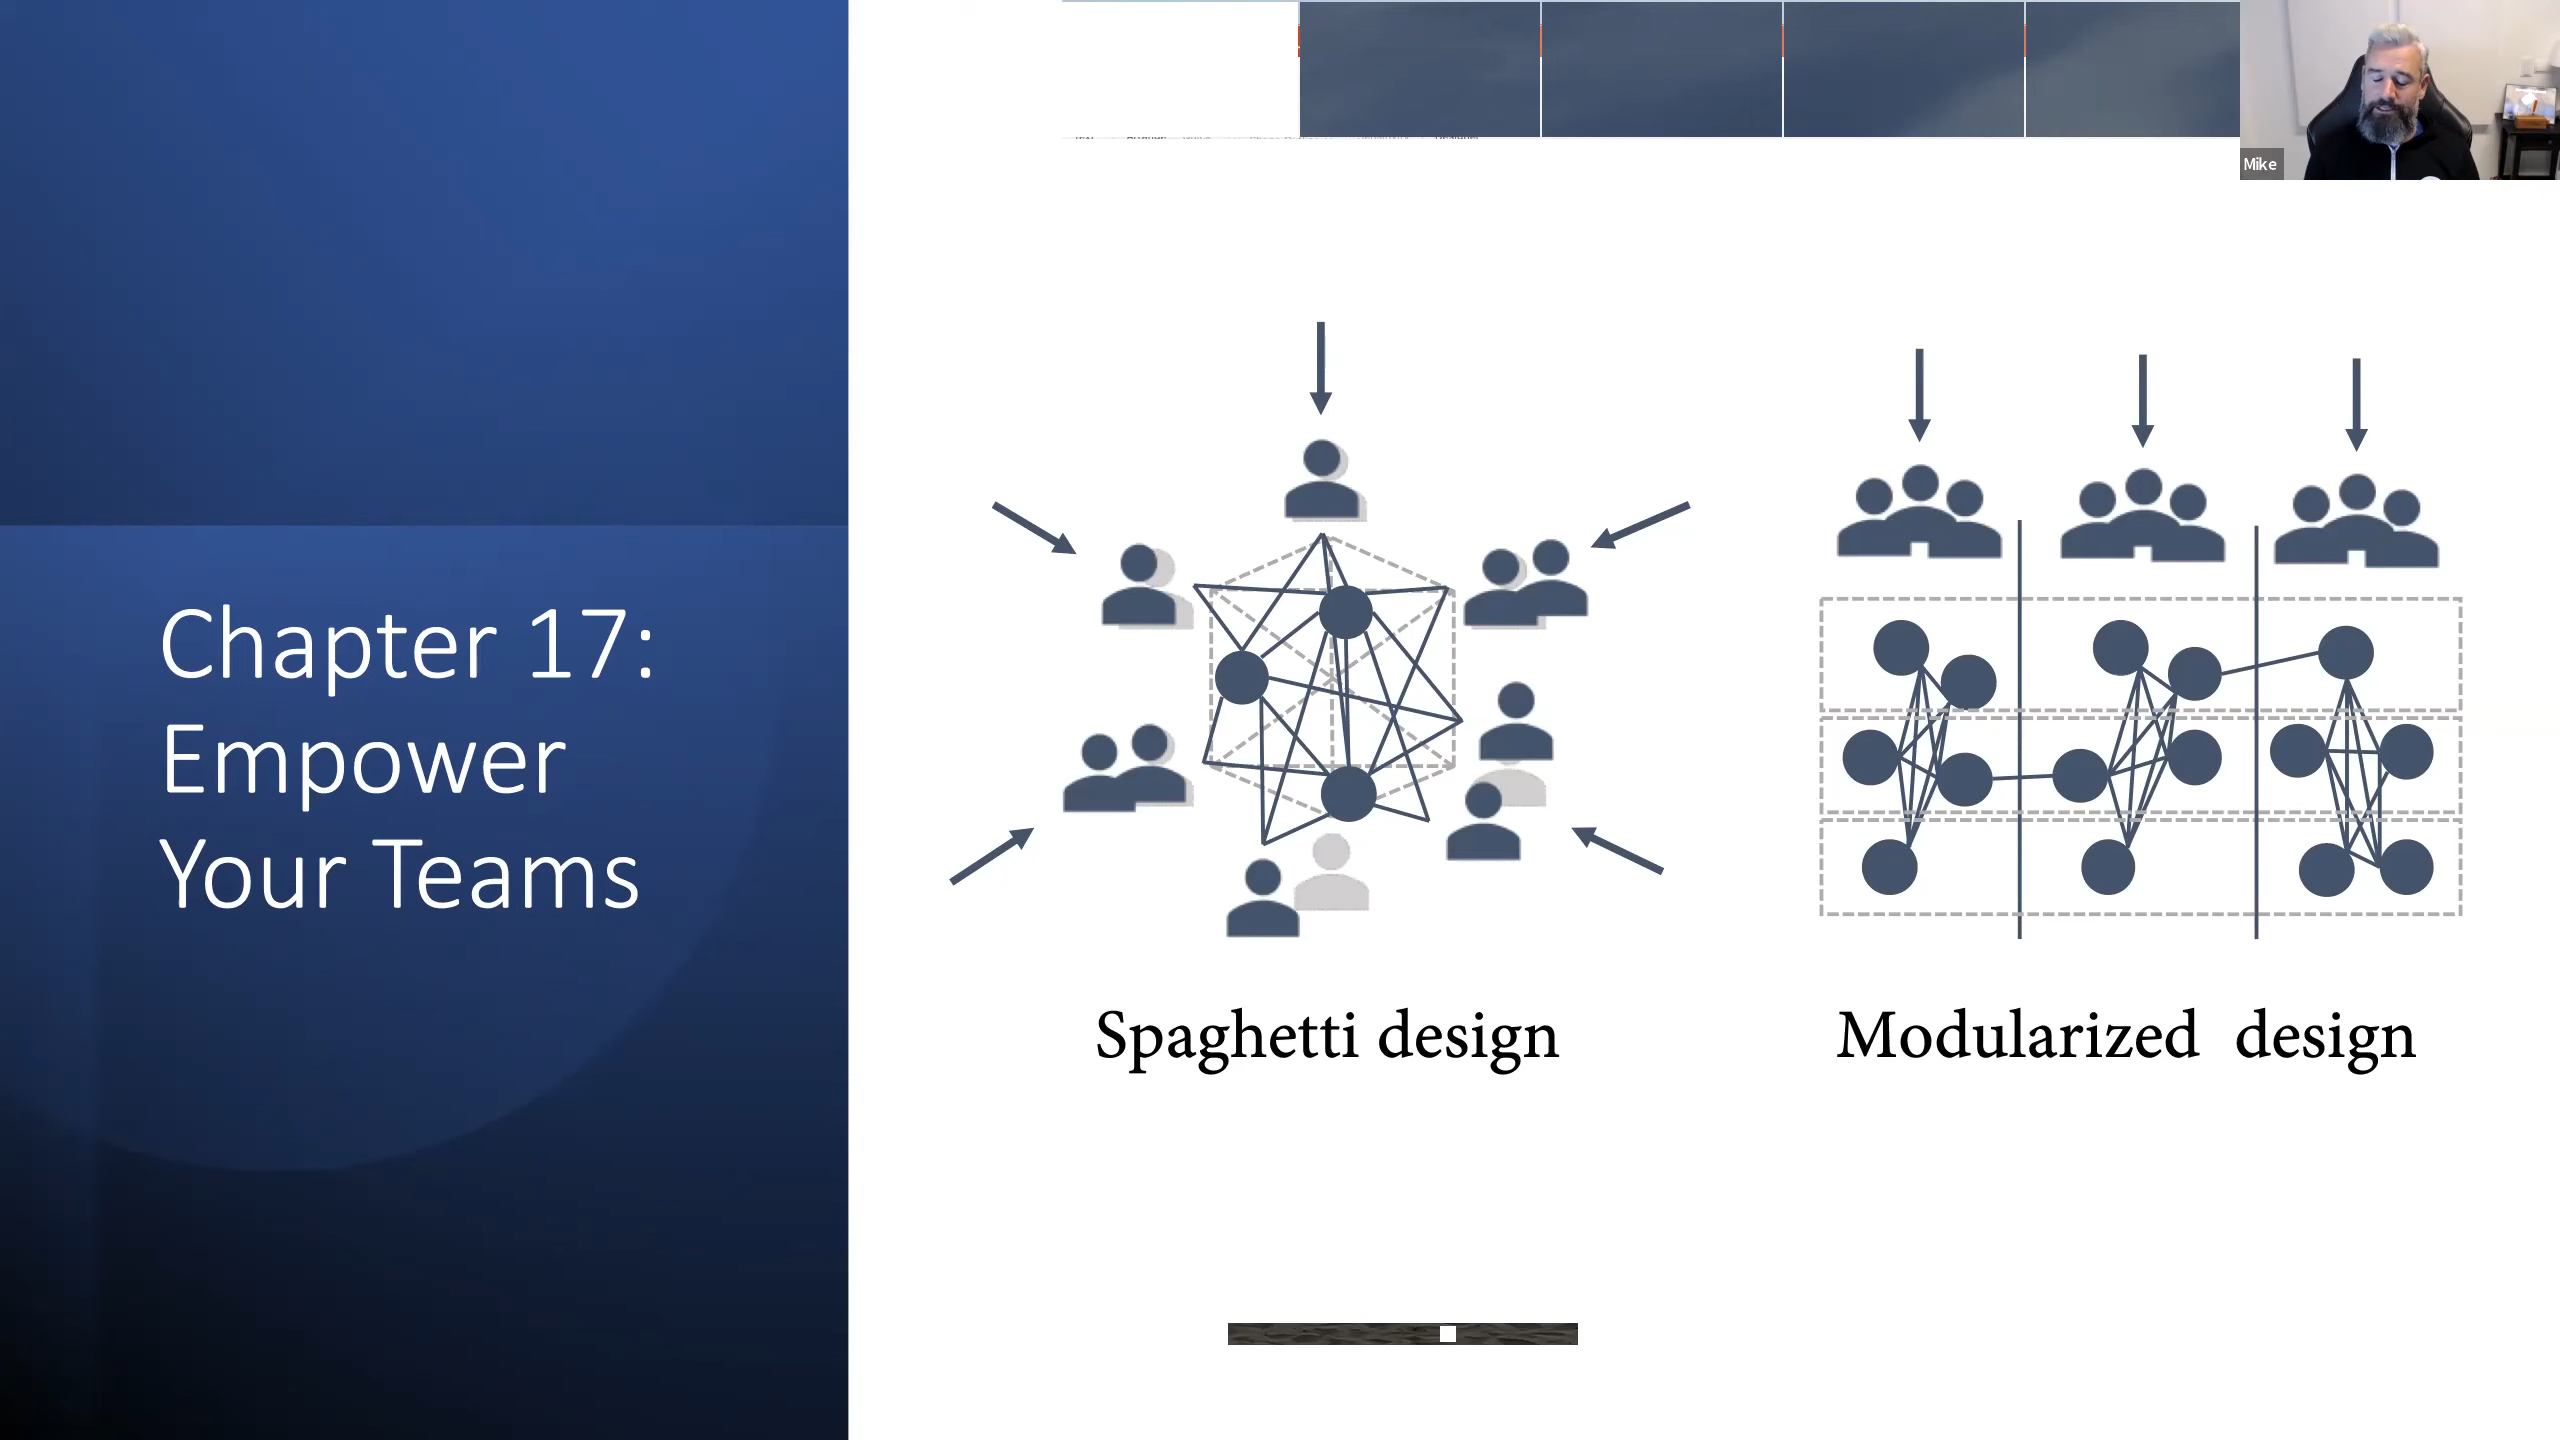 Mike
Chapter 17:
Empower
Your Teams
Spaghetti design
Modularized design